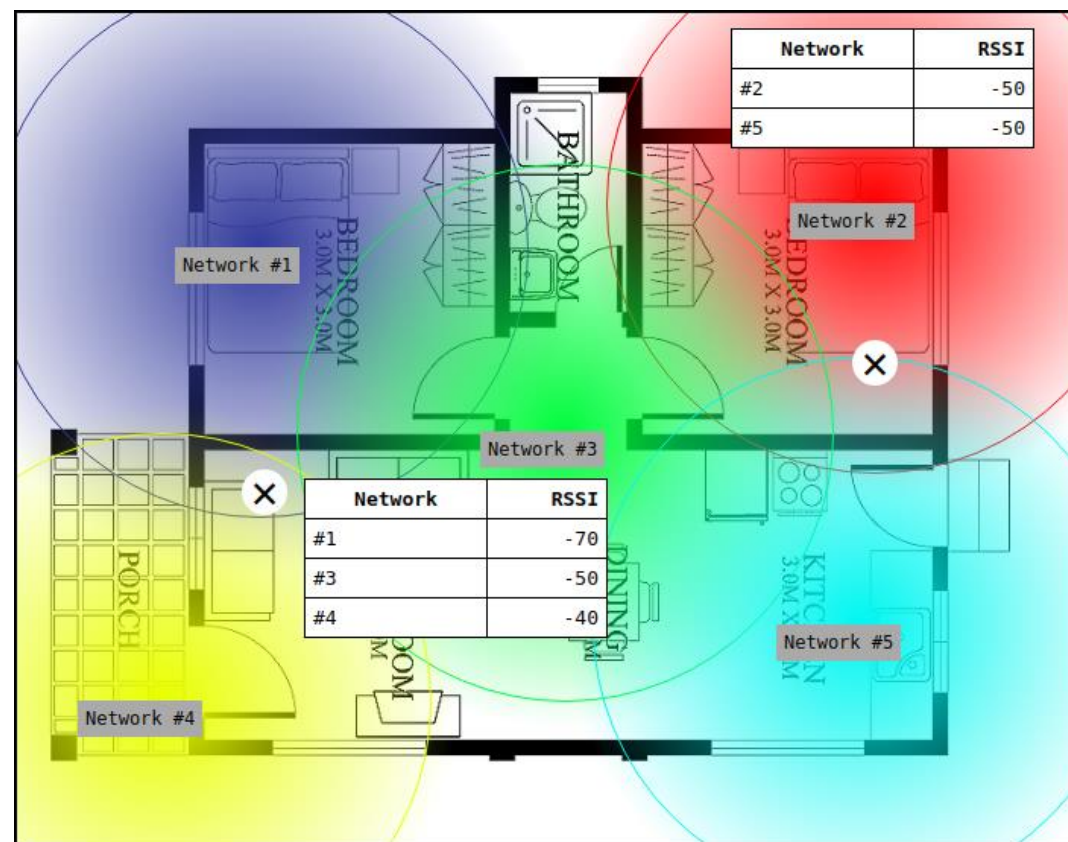 Network RSSI
#2 -50
#5 -50
BATHROOM
Network #2
BEDROOM
3.0M X 3.0M
Network #1
BEDROOM
3.0M X 3.0M
Network #3
Network RSSI
#1 -70
#3 -50
#4 -40
PORCH
DINING
Network #5
Network #4